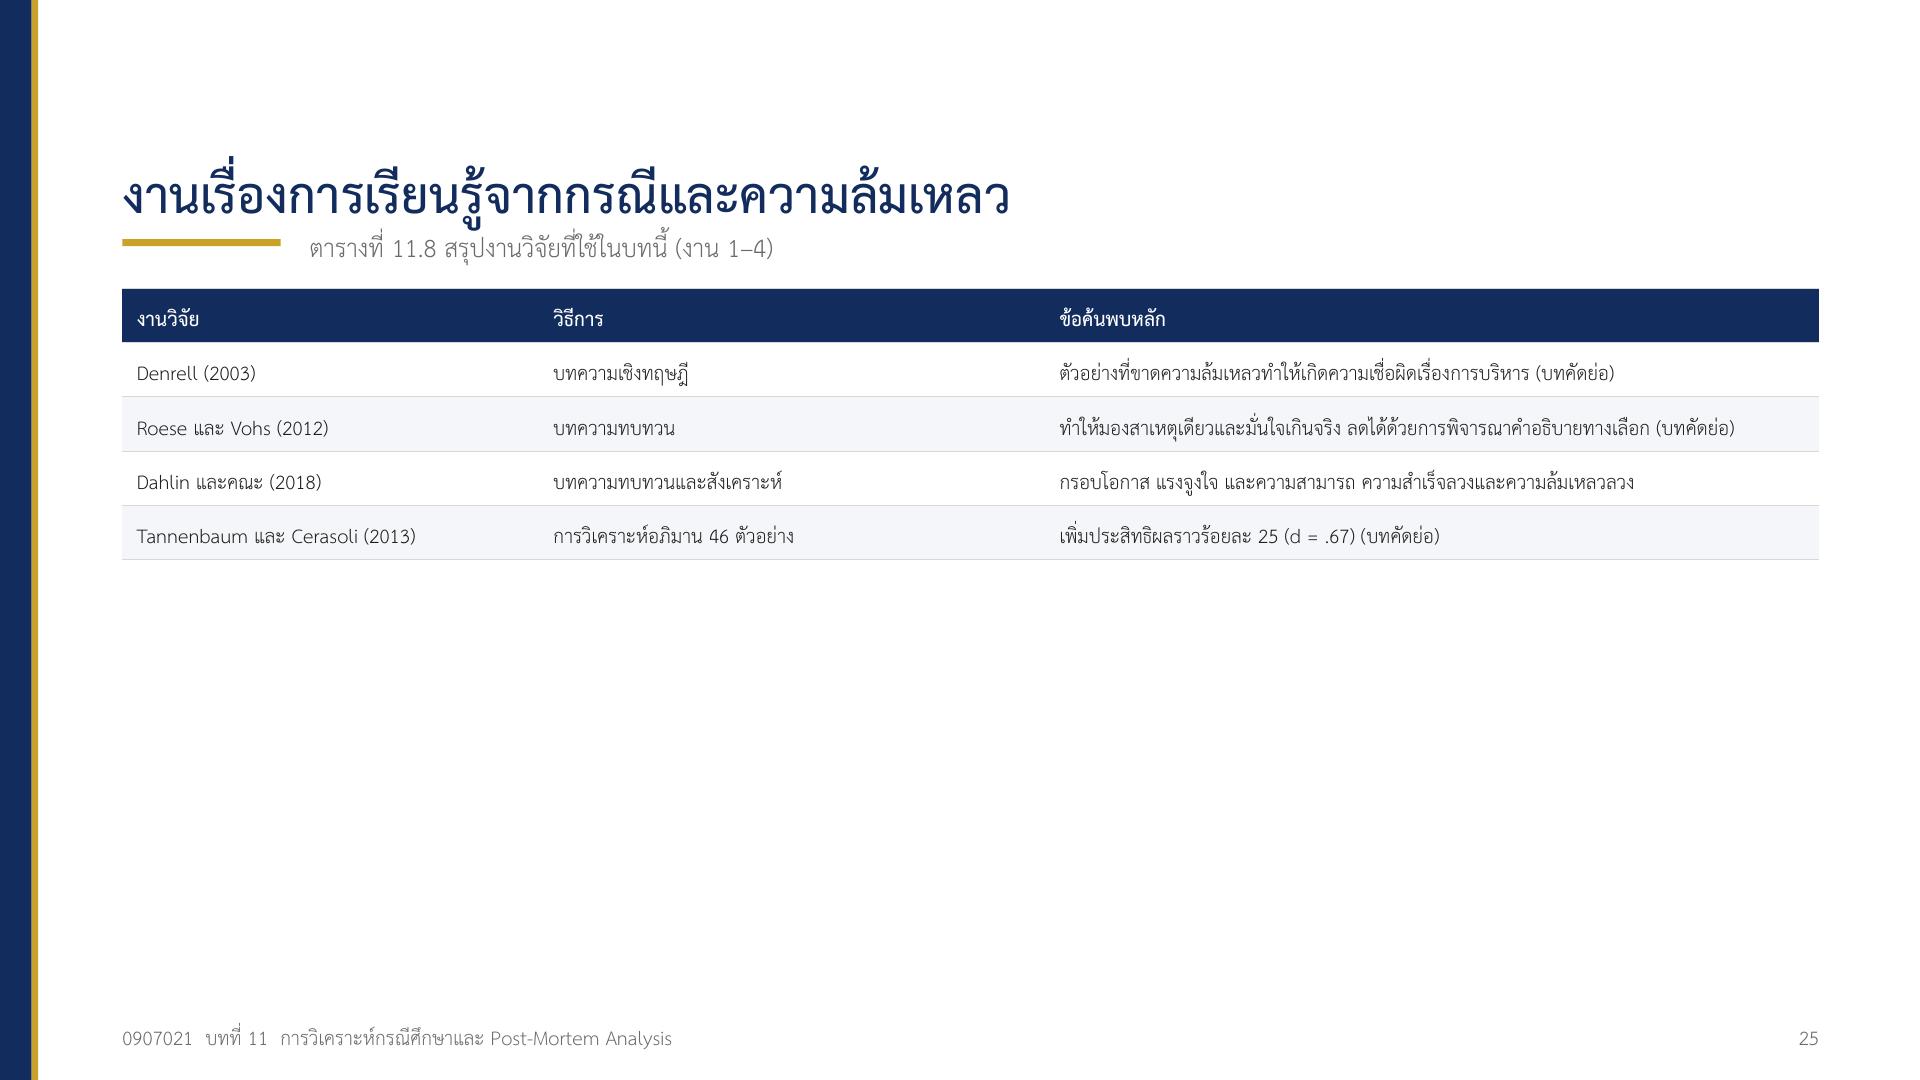 งานเรื่องการเรียนรู้จากกรณีและความล้มเหลว
ตารางที่ 11.8 สรุปงานวิจัยที่ใช้ในบทนี้ (งาน 1–4)
งานวิจัย วิธีการ ข้อค้นพบหลัก
Denrell (2003) บทความเชิงทฤษฎี ตัวอย่างที่ขาดความล้มเหลวทำให้เกิดความเชื่อผิดเรื่องการบริหาร (บทคัดย่อ)
Roese และ Vohs (2012) บทความทบทวน ทำให้มองสาเหตุเดียวและมั่นใจเกินจริง ลดได้ด้วยการพิจารณาคำอธิบายทางเลือก (บทคัดย่อ)
Dahlin และคณะ (2018) บทความทบทวนและสังเคราะห์ กรอบโอกาส แรงจูงใจ และความสามารถ ความสำเร็จลวงและความล้มเหลวลวง
Tannenbaum และ Cerasoli (2013) การวิเคราะห์อภิมาน 46 ตัวอย่าง เพิ่มประสิทธิผลราวร้อยละ 25 (d = .67) (บทคัดย่อ)
0907021 บทที่ 11 การวิเคราะห์กรณีศึกษาและ Post-Mortem Analysis 25